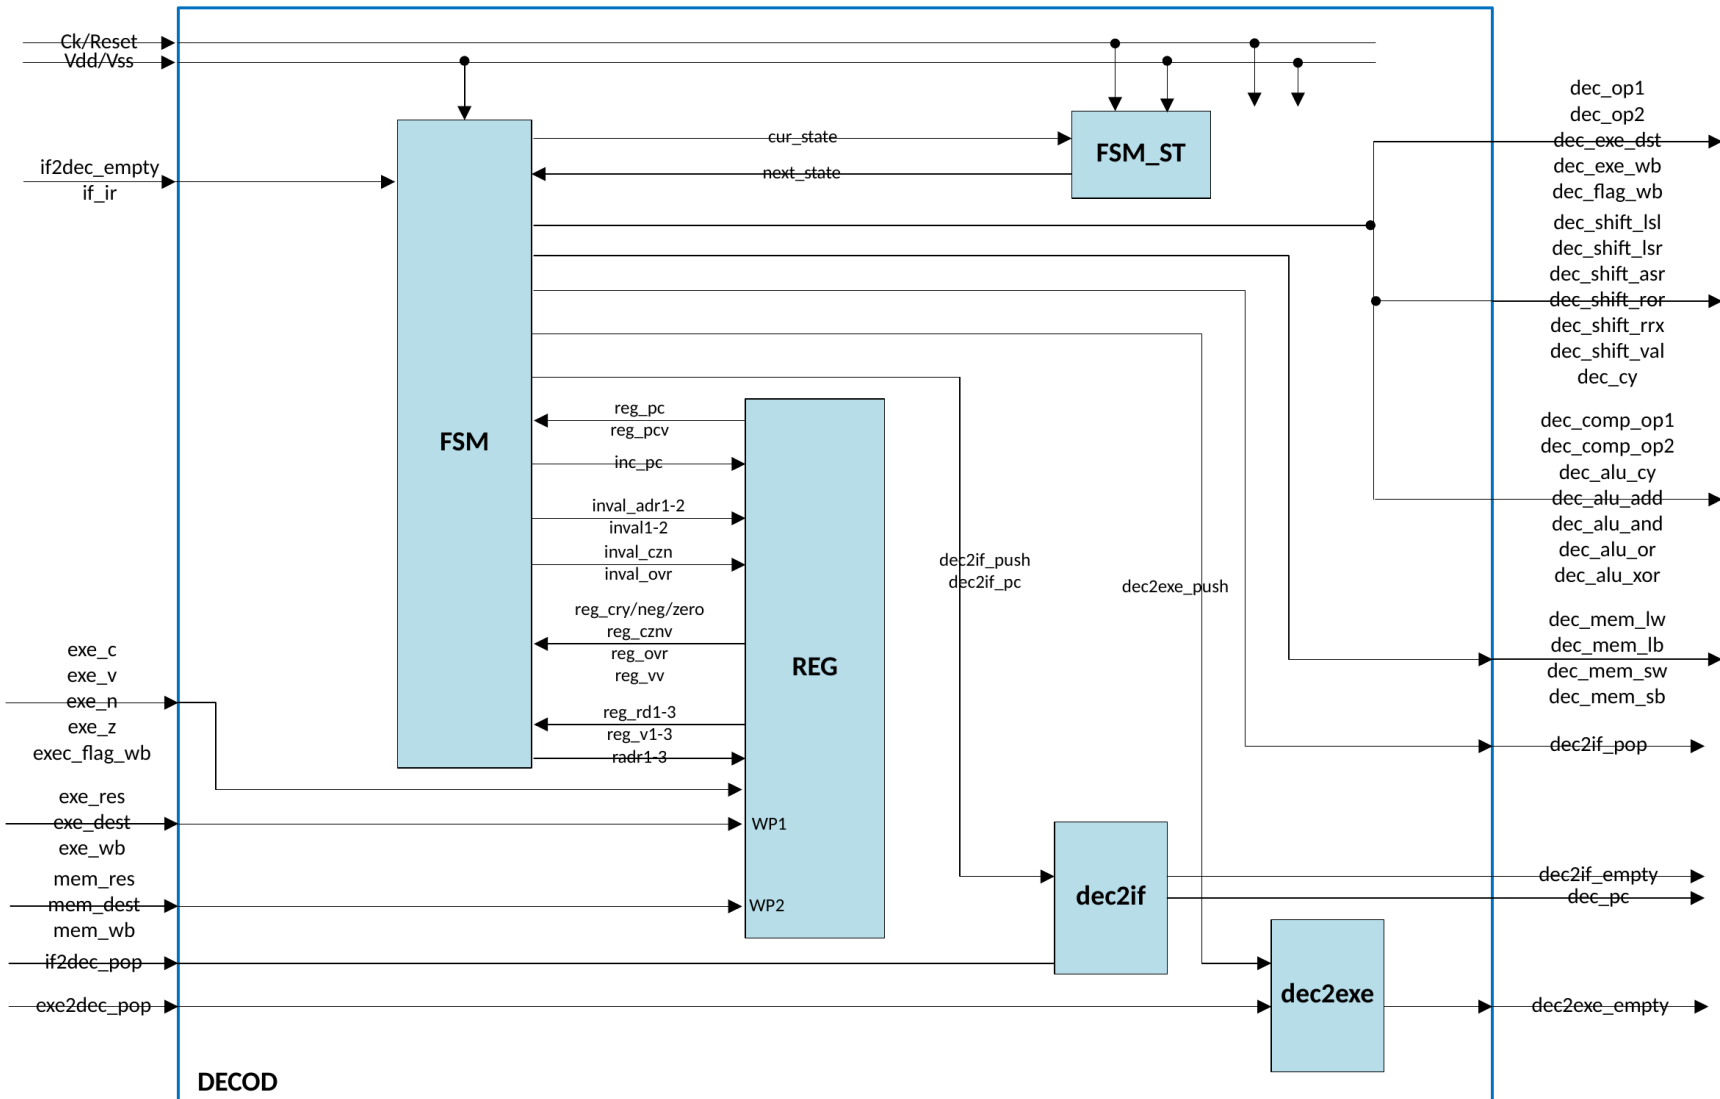 Ck/Reset
Vdd/Vss
if2dec_empty
if_ir
exe_c
exe_v
exe_n
exe_z
exec_flag_wb
exe_res
exe_dest
exe_wb
mem_res
mem_dest
mem_wb
if2dec_pop
exe2dec_pop
FSM
cur_state
next_state
FSM_ST
reg_pc
reg_pcv
inc_pc
inval_adr1-2
inval1-2
inval_czn
inval_ovr
reg_cry/neg/zero
reg_cznv
reg_ovr
reg_vv
reg_rd1-3
reg_v1-3
radr1-3
REG
WP1
WP2
dec2if_push
dec2if_pc
dec2exe_push
dec2if
dec2exe
dec_op1
dec_op2
dec_exe_dst
dec_exe_wb
dec_flag_wb
dec_shift_lsl
dec_shift_lsr
dec_shift_asr
dec_shift_ror
dec_shift_rrx
dec_shift_val
dec_cy
dec_comp_op1
dec_comp_op2
dec_alu_cy
dec_alu_add
dec_alu_and
dec_alu_or
dec_alu_xor
dec_mem_lw
dec_mem_lb
dec_mem_sw
dec_mem_sb
dec2if_pop
dec2if_empty
dec_pc
dec2exe_empty
DECOD